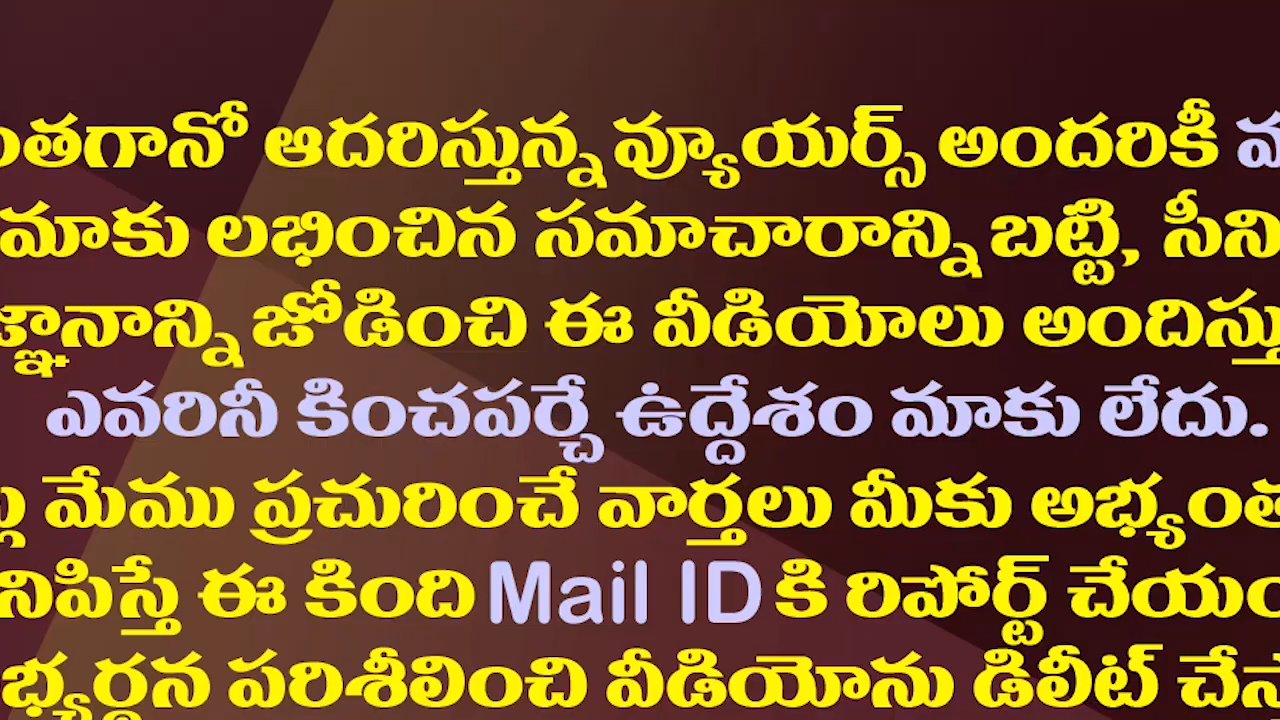 ంతగానో ఆదరిస్తున్న వ్యూయర్స్ అందరికీ
మాకు లభించిన సమాచారాన్ని బట్టి, సీని
జ్ఞానాన్ని జోడించి ఈ వీడియోలు అందిస్తు
ఎవరినీ కించపర్చే ఉద్దేశం మాకు లేదు.
మేము ప్రచురించే వార్తలు మీకు అభ్యంత
నిపిస్తే ఈ కింది Mail ID కి రిపోర్ట్ చేయం
భ్యర్థన పరిశీలించి వీడియోను డిలీట్ చేస